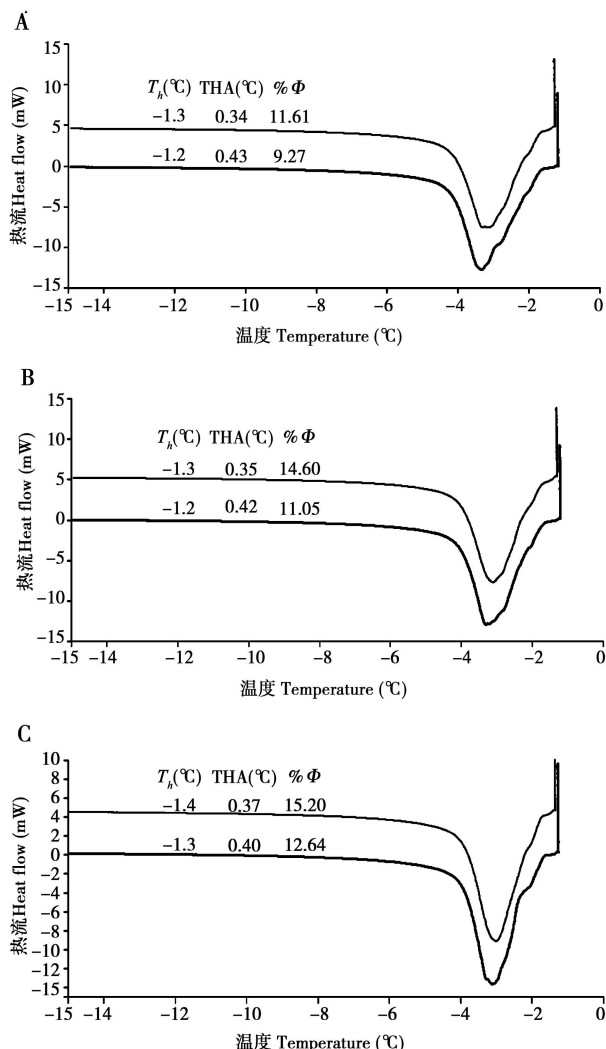 A
15
10
5
0
−5
−10
−15
热流Heat flow (mW)
T_h(℃) THA(℃) %Φ
−1.3 0.34 11.61
−1.2 0.43 9.27
−15 −14 −12 −10 −8 −6 −4 −2 0
温度 Temperature (℃)
B
15
10
5
0
−5
−10
−15
热流Heat flow (mW)
T_h(℃) THA(℃) %Φ
−1.3 0.35 14.60
−1.2 0.42 11.05
−15 −14 −12 −10 −8 −6 −4 −2 0
温度 Temperature (℃)
C
10
8
6
4
2
0
−2
−4
−6
−8
−10
−12
−15
热流Heat flow (mW)
T_h(℃) THA(℃) %Φ
−1.4 0.37 15.20
−1.3 0.40 12.64
−15 −14 −12 −10 −8 −6 −4 −2 0
温度 Temperature (℃)